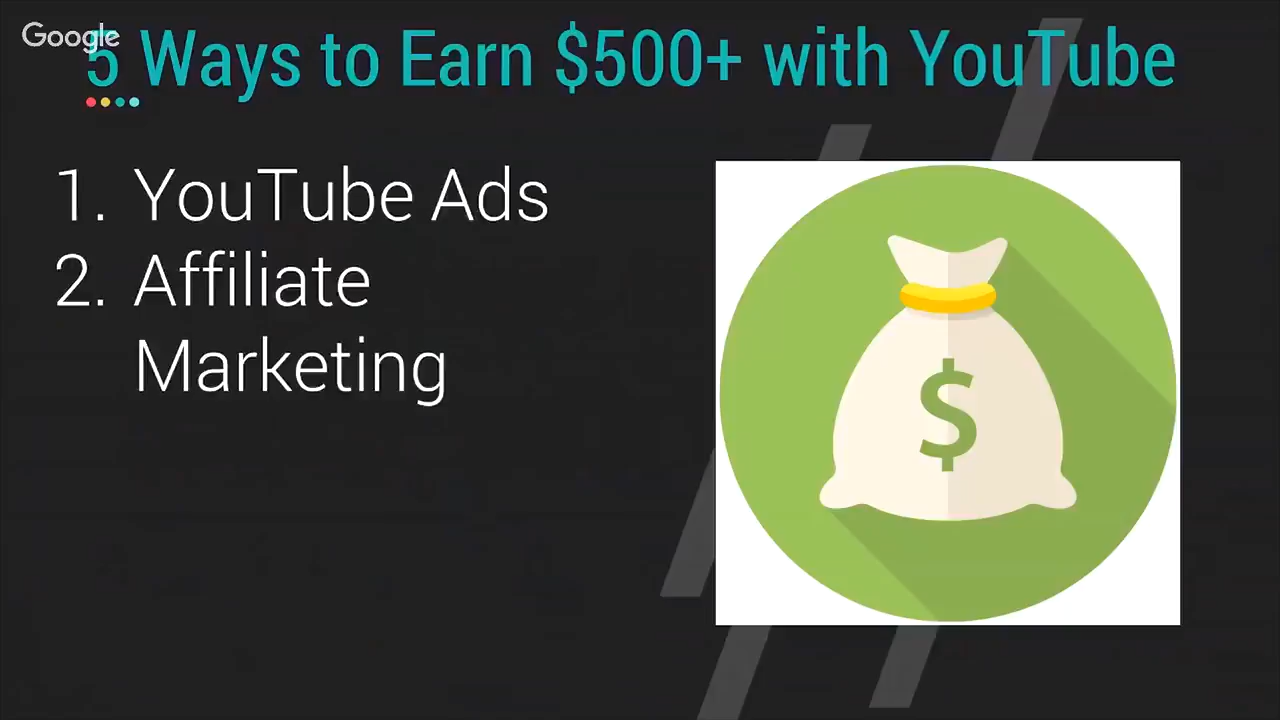 Google
5 Ways to Earn $500+ with YouTube
1. YouTube Ads
2. Affiliate
Marketing
$